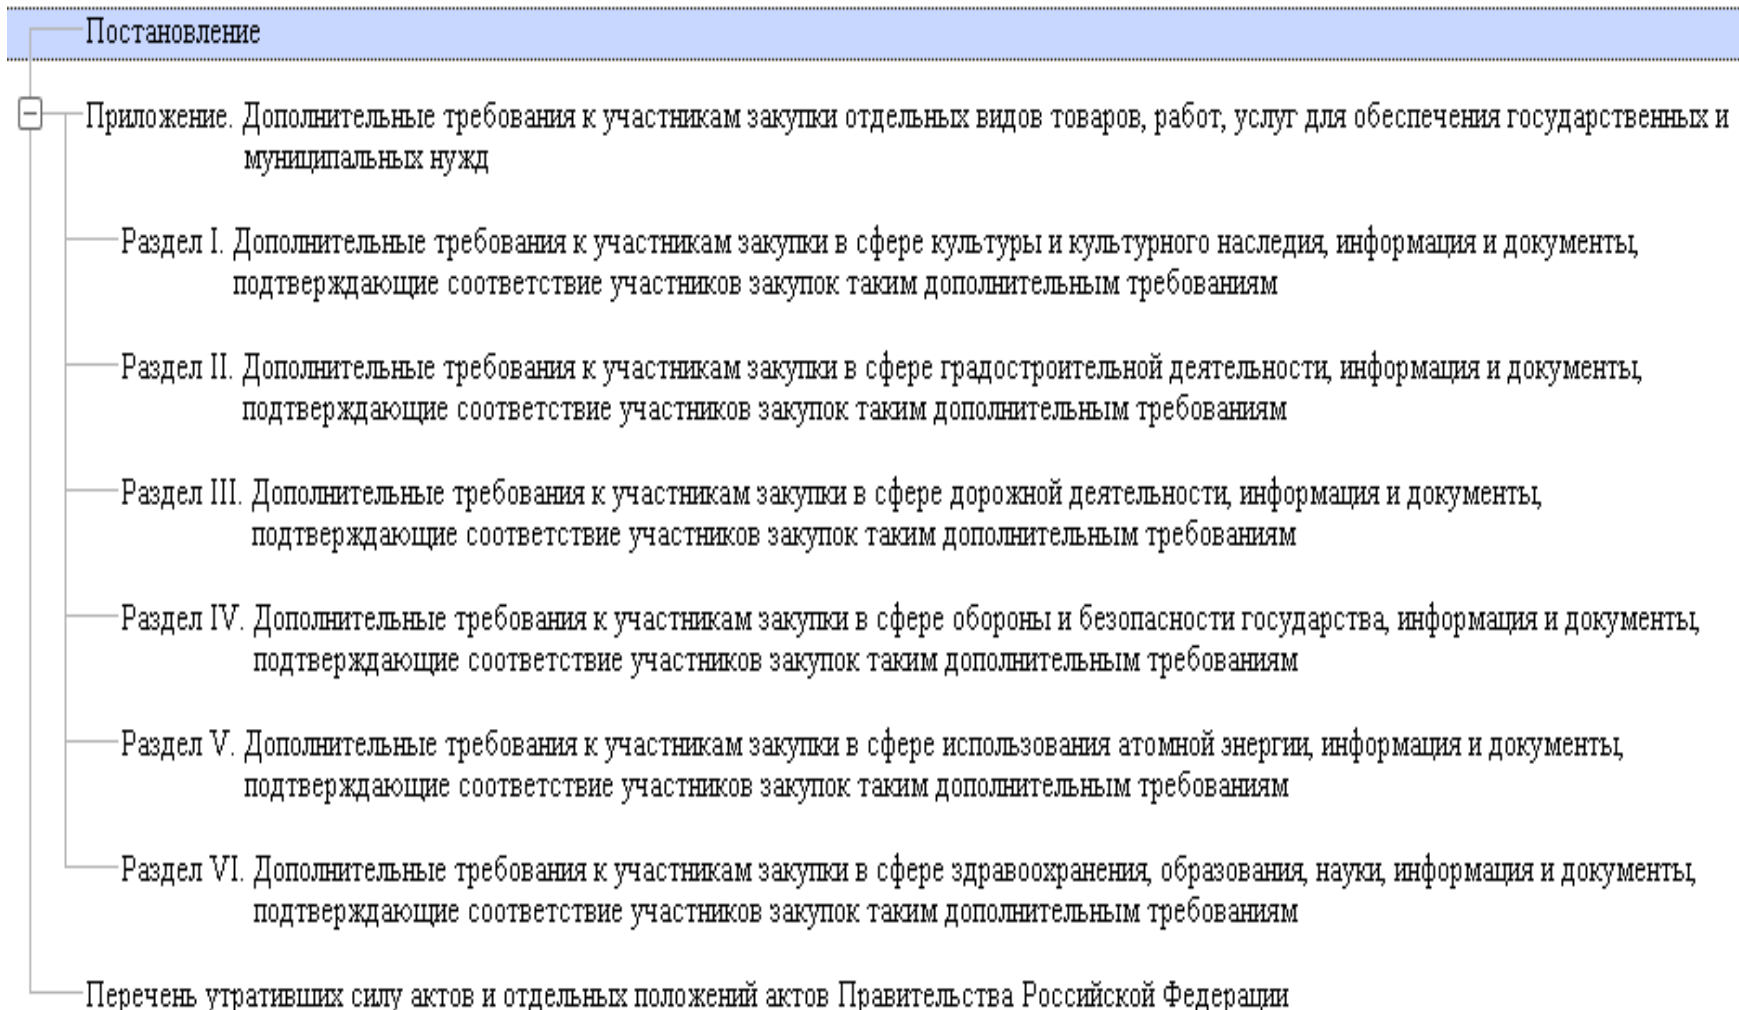 Постановление
Приложение. Дополнительные требования к участникам закупки отдельных видов товаров, работ, услуг для обеспечения государственных и
муниципальных нужд
Раздел I. Дополнительные требования к участникам закупки в сфере культуры и культурного наследия, информация и документы,
подтверждающие соответствие участников закупок таким дополнительным требованиям
Раздел II. Дополнительные требования к участникам закупки в сфере градостроительной деятельности, информация и документы,
подтверждающие соответствие участников закупок таким дополнительным требованиям
Раздел III. Дополнительные требования к участникам закупки в сфере дорожной деятельности, информация и документы,
подтверждающие соответствие участников закупок таким дополнительным требованиям
Раздел IV. Дополнительные требования к участникам закупки в сфере обороны и безопасности государства, информация и документы,
подтверждающие соответствие участников закупок таким дополнительным требованиям
Раздел V. Дополнительные требования к участникам закупки в сфере использования атомной энергии, информация и документы,
подтверждающие соответствие участников закупок таким дополнительным требованиям
Раздел VI. Дополнительные требования к участникам закупки в сфере здравоохранения, образования, науки, информация и документы,
подтверждающие соответствие участников закупок таким дополнительным требованиям
Перечень утративших силу актов и отдельных положений актов Правительства Российской Федерации